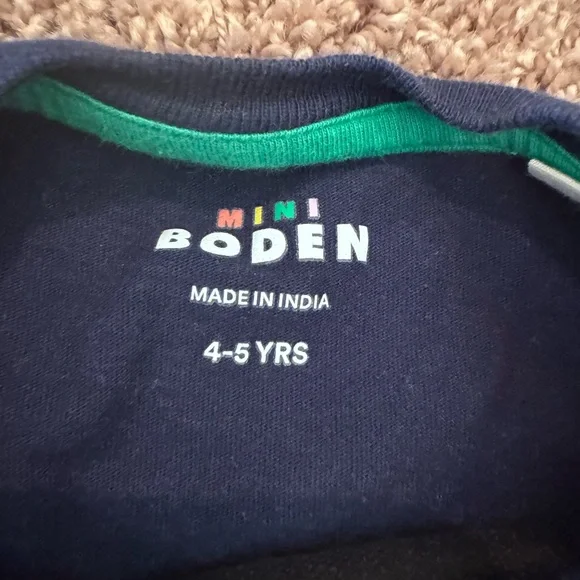 MINI
BODEN
MADE IN INDIA
4-5 YRS